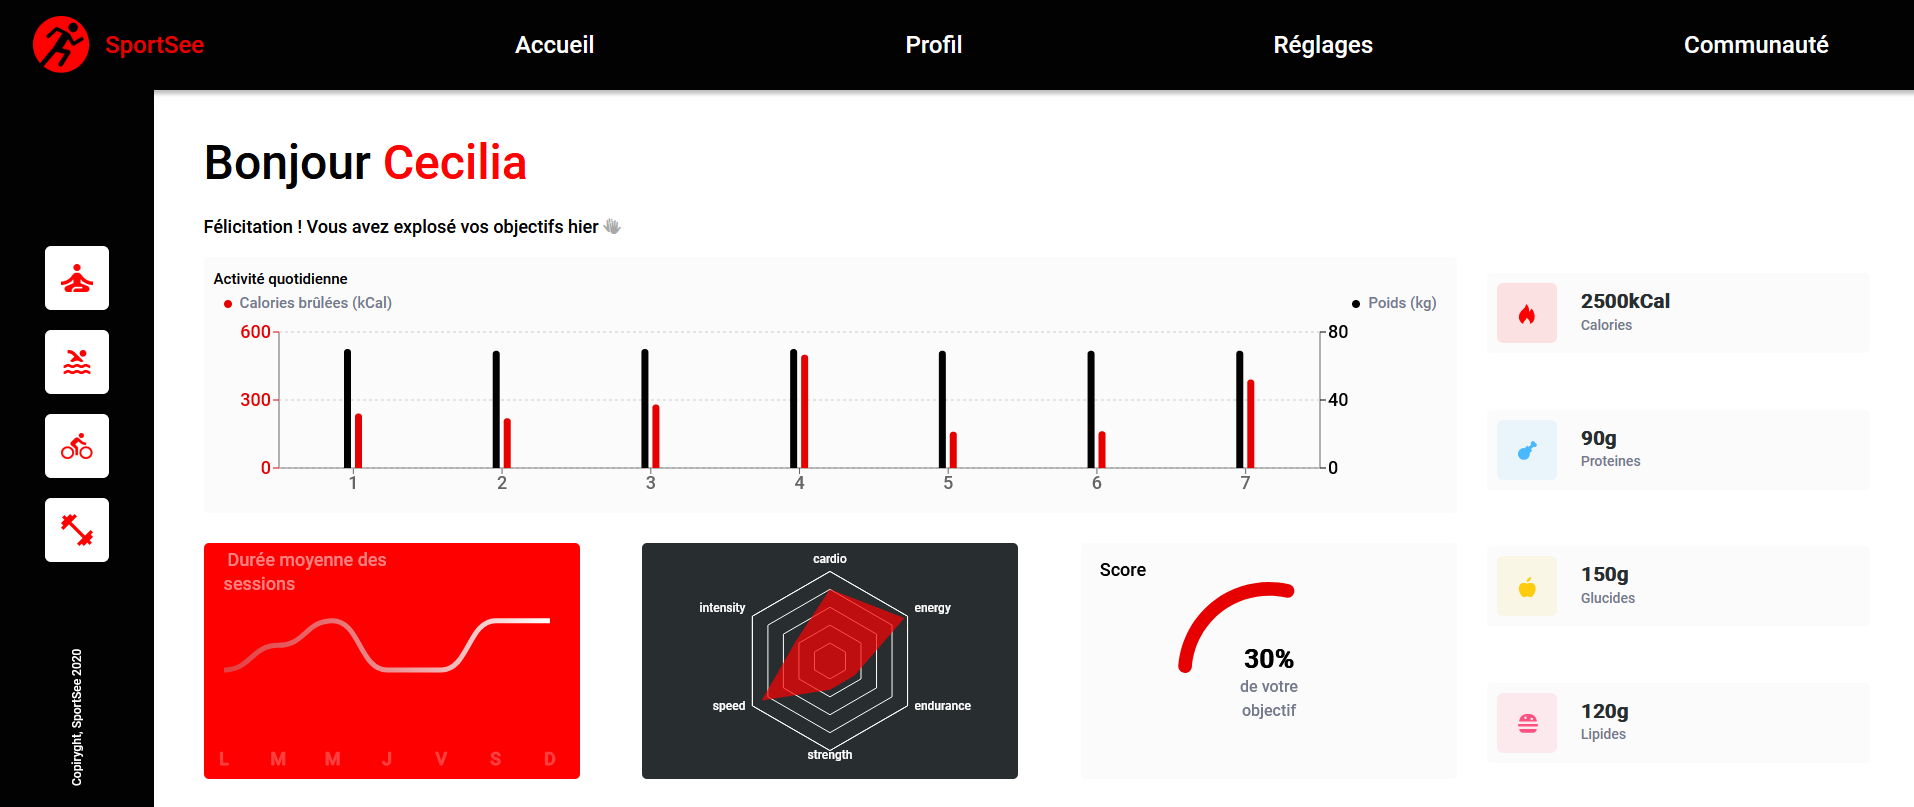 SportSee
Accueil
Profil
Réglages
Communauté
Bonjour Cecilia
Félicitation ! Vous avez explosé vos objectifs hier 👋
Activité quotidienne
Calories brûlées (kCal)
Poids (kg)
600
300
0
80
40
0
1 2 3 4 5 6 7
2500kCal
Calories
90g
Proteines
150g
Glucides
120g
Lipides
Durée moyenne des
sessions
L M M J V S D
cardio
energy
endurance
strength
speed
intensity
Score
30%
de votre
objectif
Copiryght, SportSee 2020